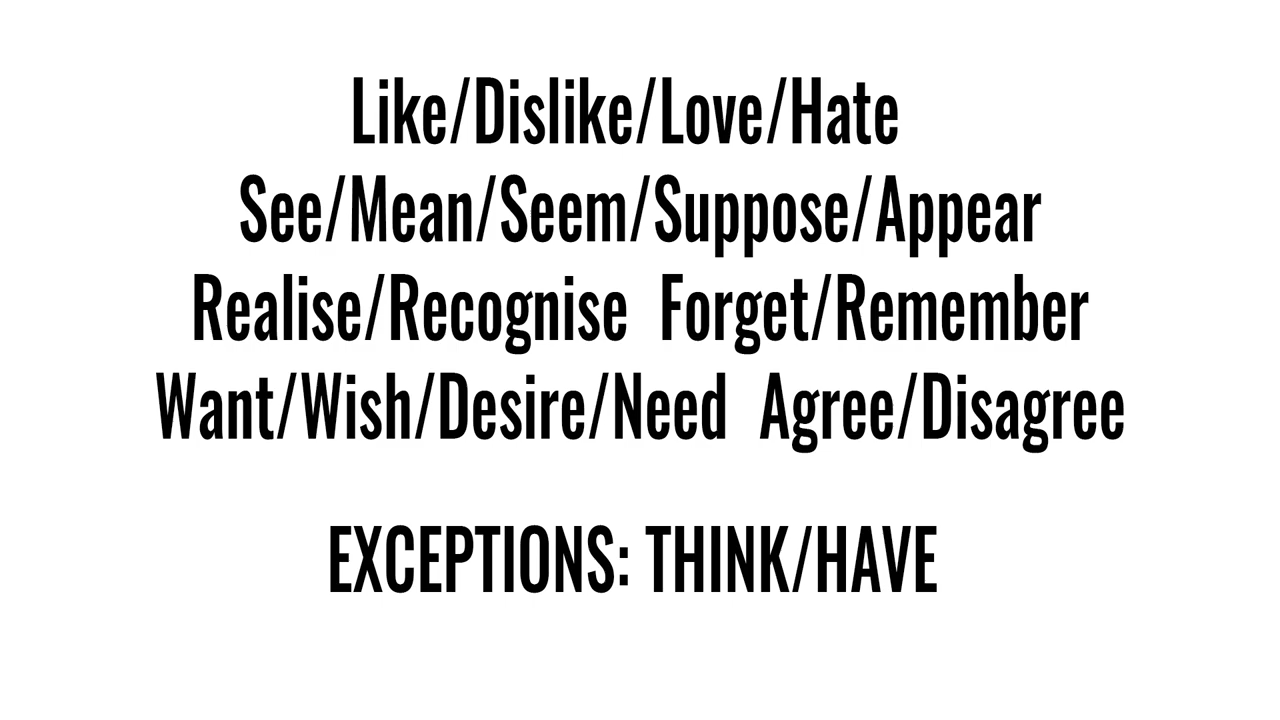 Like/Dislike/Love/Hate
See/Mean/Seem/Suppose/Appear
Realise/Recognise Forget/Remember
Want/Wish/Desire/Need Agree/Disagree
EXCEPTIONS: THINK/HAVE